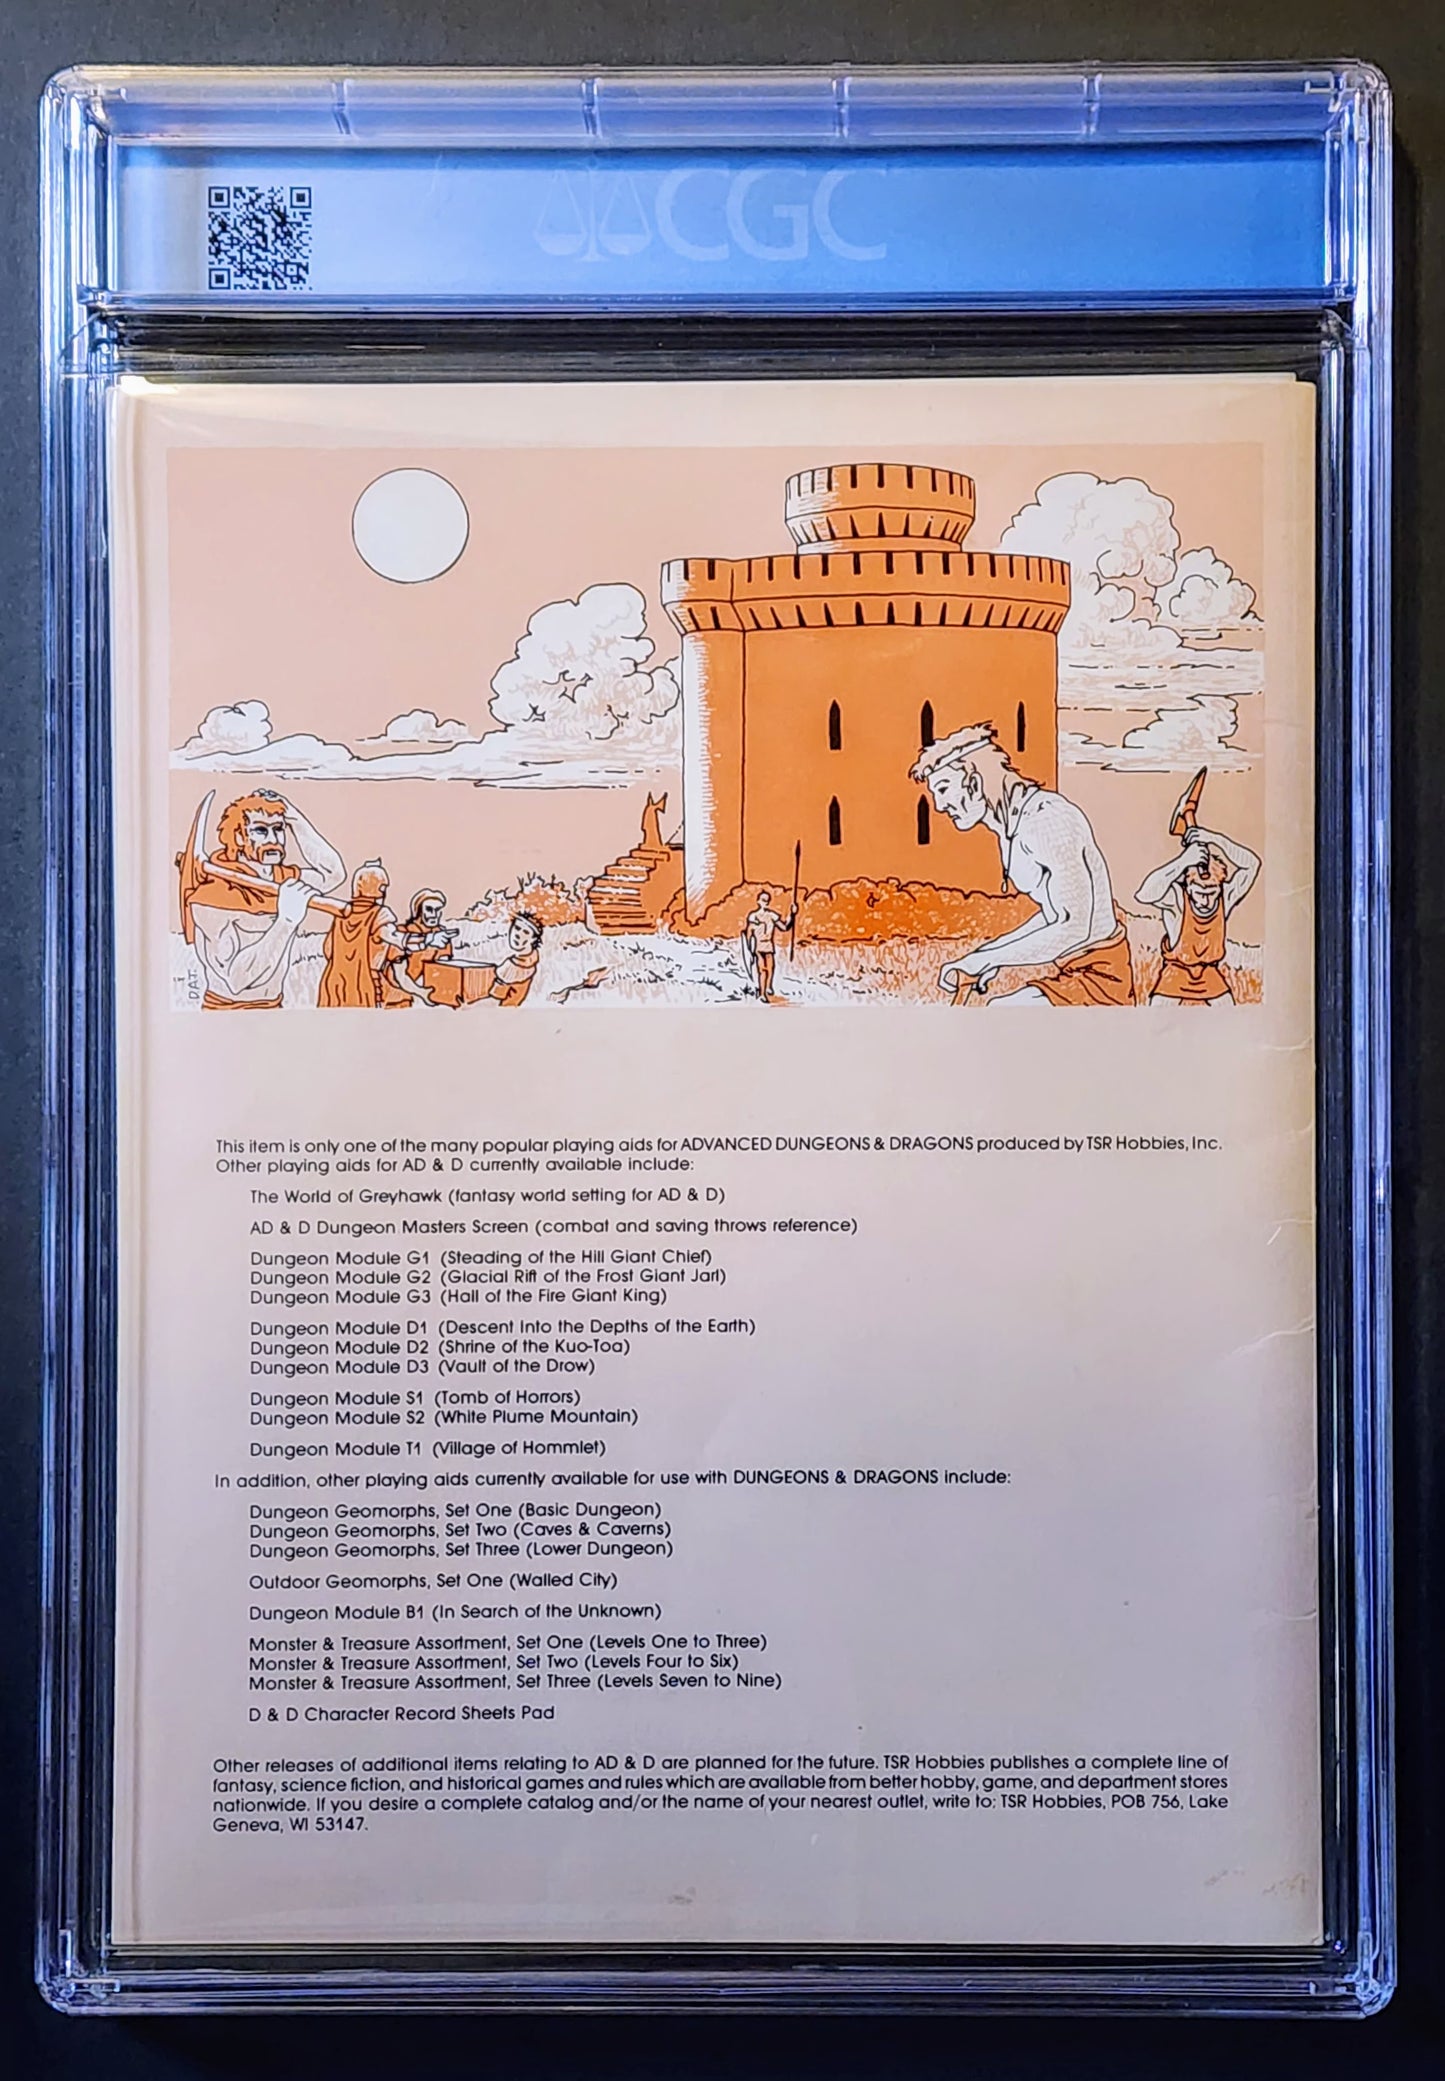 CGC
D.A.T.
This item is only one of the many popular playing aids for ADVANCED DUNGEONS & DRAGONS produced by TSR Hobbies, Inc.
Other playing aids for AD & D currently available include:
The World of Greyhawk (fantasy world setting for AD & D)
AD & D Dungeon Masters Screen (combat and saving throws reference)
Dungeon Module G1 (Steading of the Hill Giant Chief)
Dungeon Module G2 (Glacial Rift of the Frost Giant Jarl)
Dungeon Module G3 (Hall of the Fire Giant King)
Dungeon Module D1 (Descent Into the Depths of the Earth)
Dungeon Module D2 (Shrine of the Kuo-Toa)
Dungeon Module D3 (Vault of the Drow)
Dungeon Module S1 (Tomb of Horrors)
Dungeon Module S2 (White Plume Mountain)
Dungeon Module T1 (Village of Hommlet)
In addition, other playing aids currently available for use with DUNGEONS & DRAGONS include:
Dungeon Geomorphs, Set One (Basic Dungeon)
Dungeon Geomorphs, Set Two (Caves & Caverns)
Dungeon Geomorphs, Set Three (Lower Dungeon)
Outdoor Geomorphs, Set One (Walled City)
Dungeon Module B1 (In Search of the Unknown)
Monster & Treasure Assortment, Set One (Levels One to Three)
Monster & Treasure Assortment, Set Two (Levels Four to Six)
Monster & Treasure Assortment, Set Three (Levels Seven to Nine)
D & D Character Record Sheets Pad
Other releases of additional items relating to AD & D are planned for the future. TSR Hobbies publishes a complete line of
fantasy, science fiction, and historical games and rules which are available from better hobby, game, and department stores
nationwide. If you desire a complete catalog and/or the name of your nearest outlet, write to: TSR Hobbies, POB 756, Lake
Geneva, WI 53147.